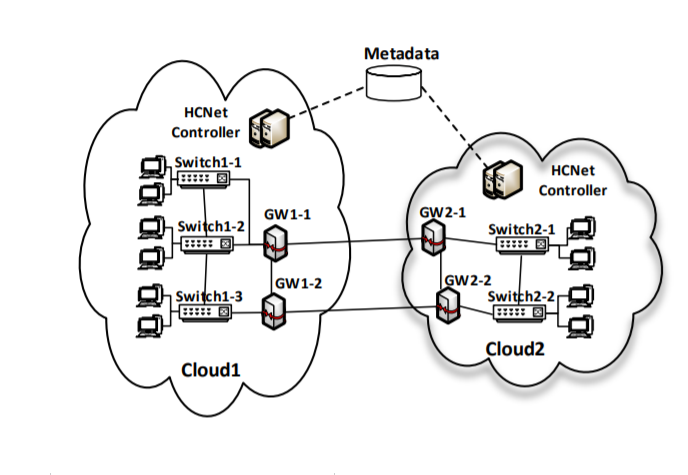 Metadata
HCNet
Controller
Switch1-1
Switch1-2
GW1-1
GW1-2
Switch1-3
Cloud1
HCNet
Controller
GW2-1
Switch2-1
GW2-2
Switch2-2
Cloud2